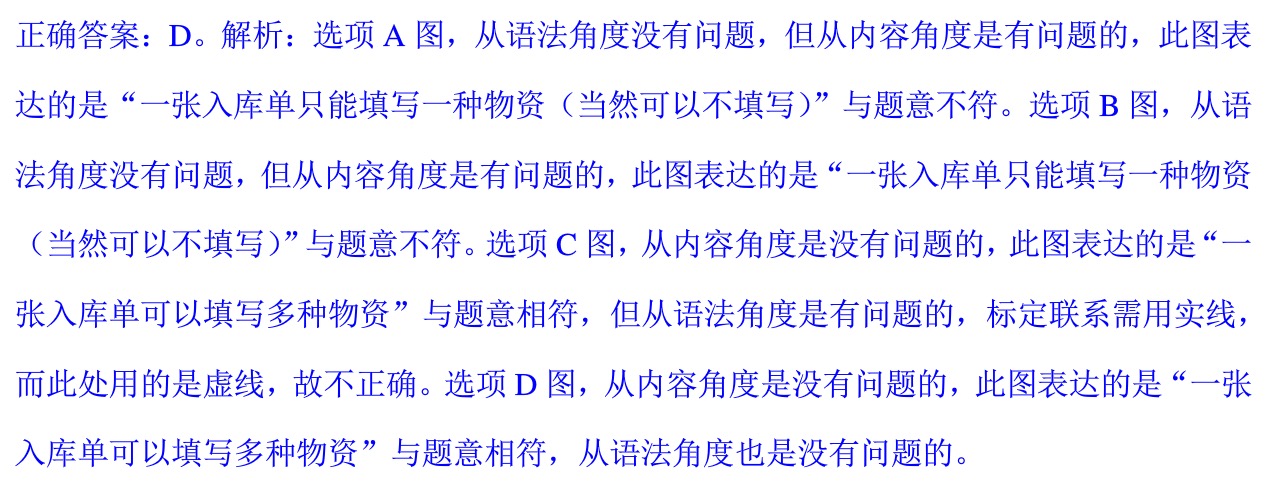 正确答案：D。解析：选项 A 图，从语法角度没有问题，但从内容角度是有问题的，此图表
达的是“一张入库单只能填写一种物资（当然可以不填写）”与题意不符。选项 B 图，从语
法角度没有问题，但从内容角度是有问题的，此图表达的是“一张入库单只能填写一种物资
（当然可以不填写）”与题意不符。选项 C 图，从内容角度是没有问题的，此图表达的是“一
张入库单可以填写多种物资”与题意相符，但从语法角度是有问题的，标定联系需用实线，
而此处用的是虚线，故不正确。选项 D 图，从内容角度是没有问题的，此图表达的是“一张
入库单可以填写多种物资”与题意相符，从语法角度也是没有问题的。